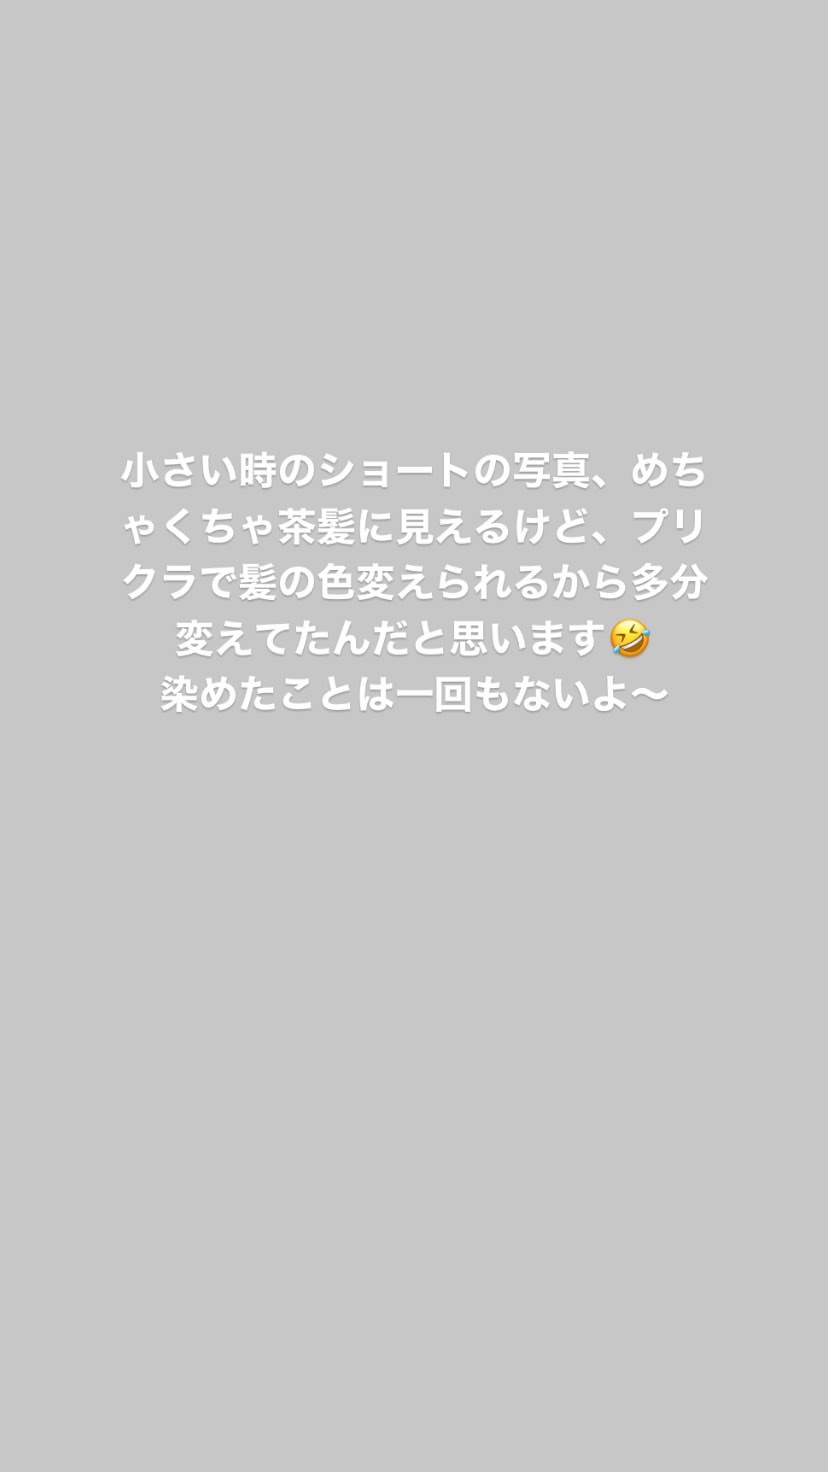 小さい時のショートの写真、めち
ゃくちゃ茶髪に見えるけど、プリ
クラで髪の色変えられるから多分
変えてたんだと思います🤣
染めたことは一回もないよ〜